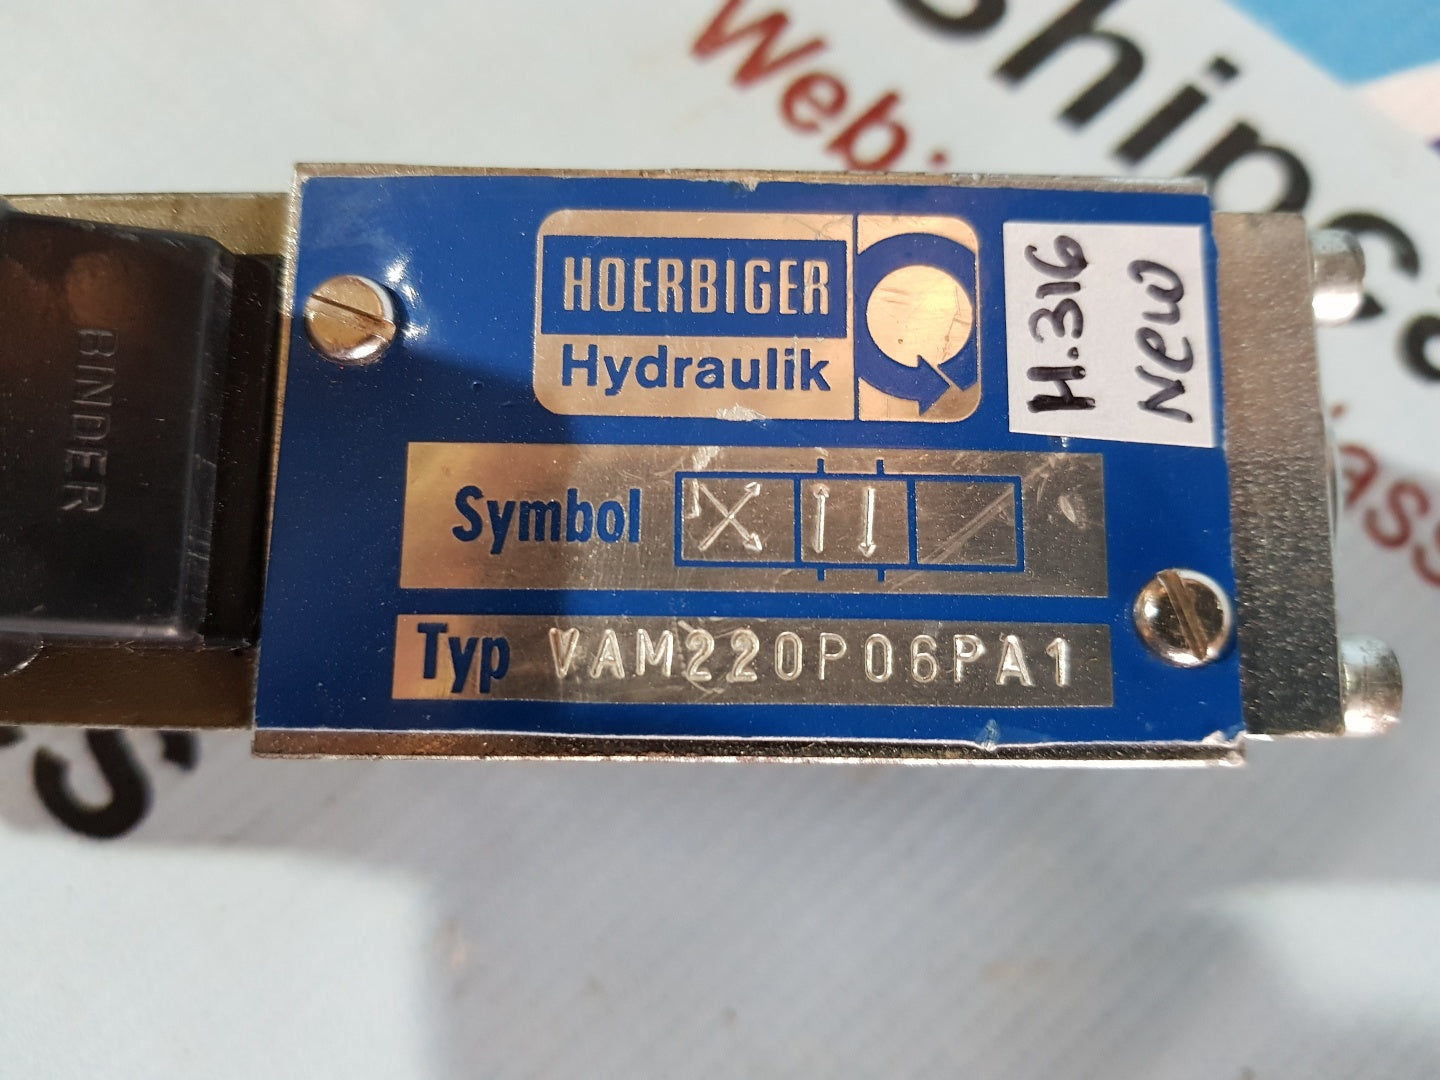 HOERBIGER
Hydraulik
H.316
New
Symbol
Typ VAM220P06PA1
BINDER